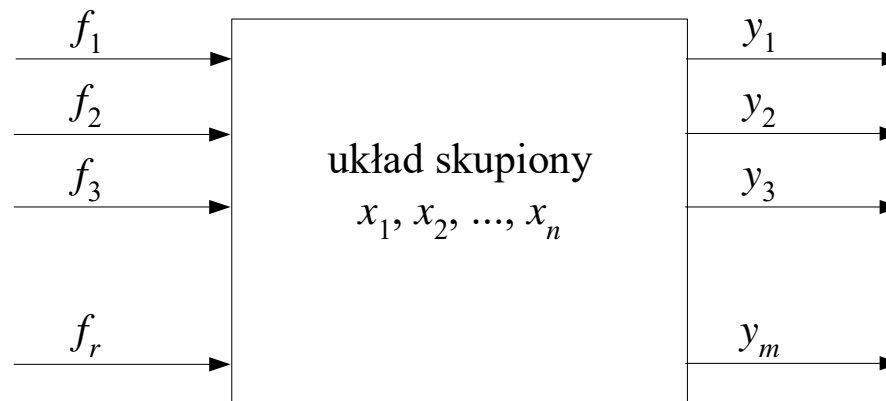 f₁
f₂
f₃
fᵣ
układ skupiony
x₁, x₂, ..., xₙ
y₁
y₂
y₃
yₘ